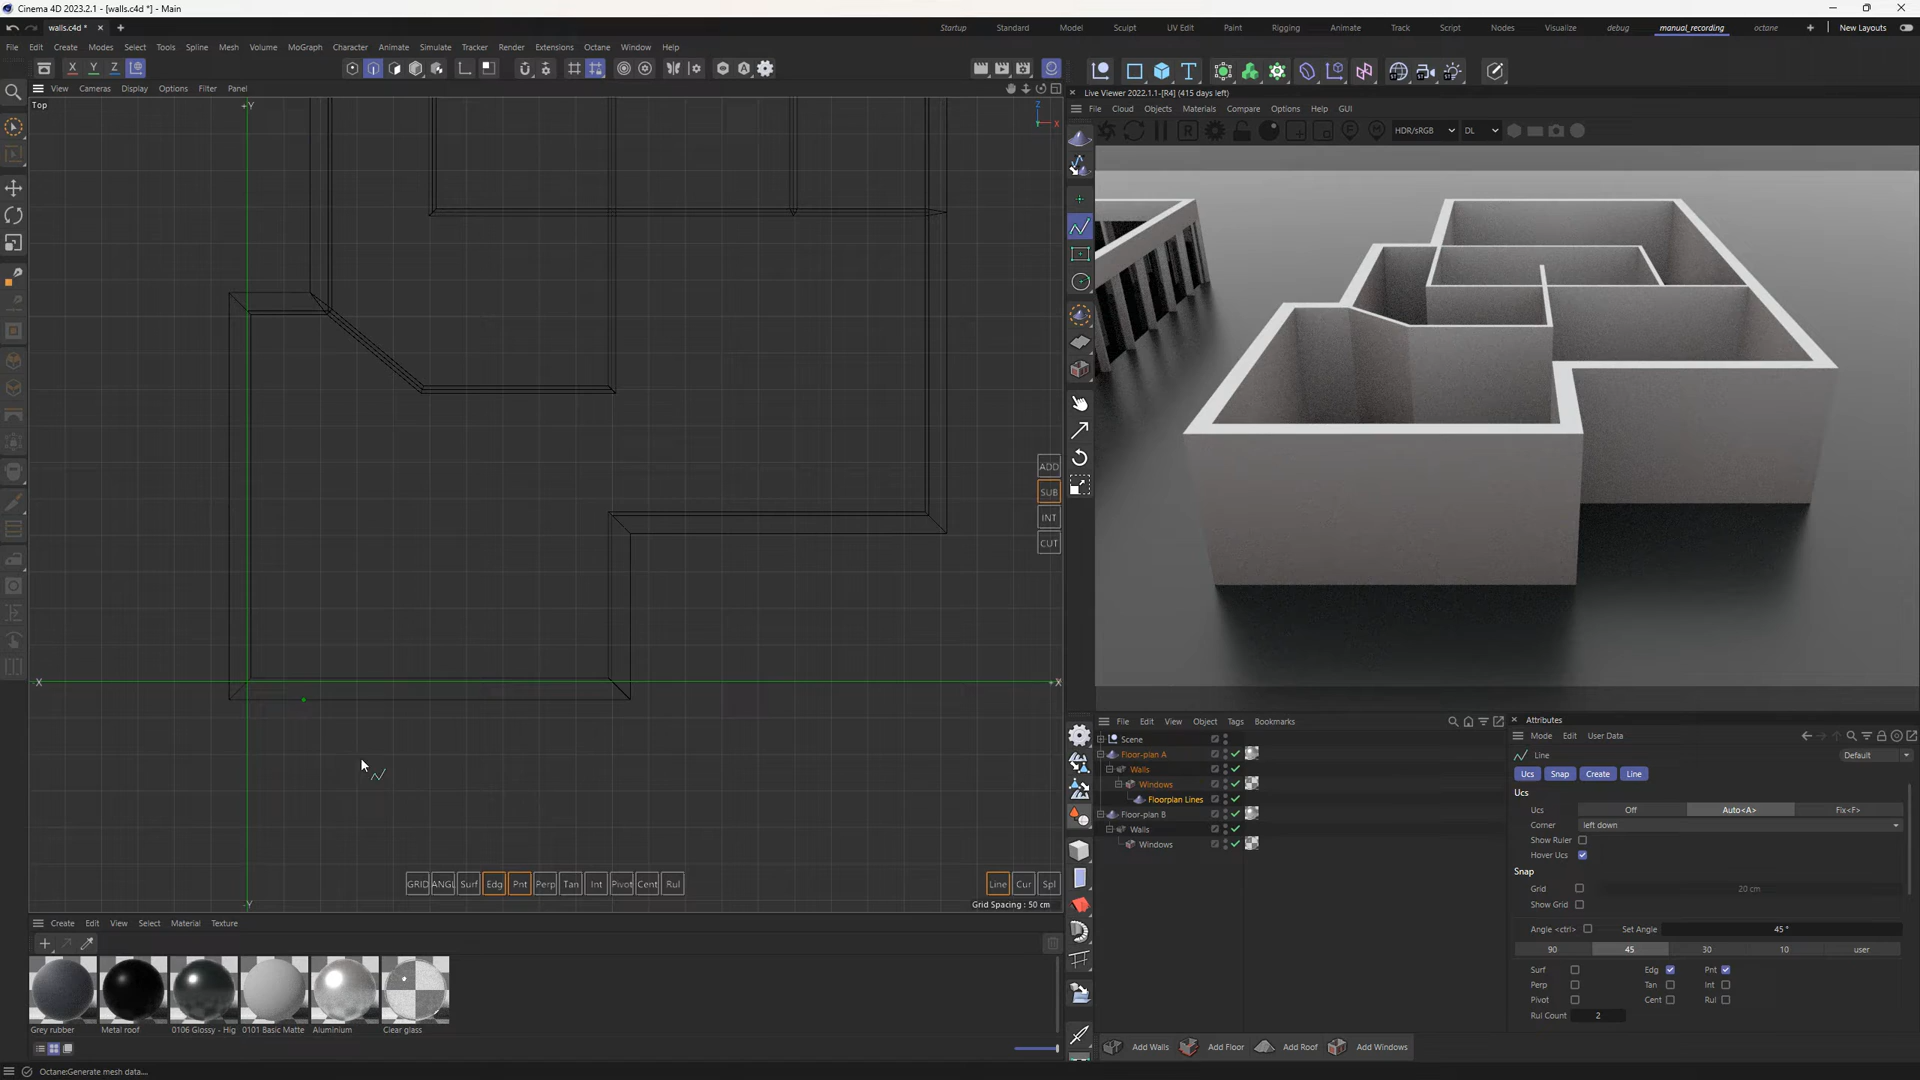 Cinema 4D 2023.2.1 - [walls.c4d *] - Main
walls.c4d *
Startup Standard Model Sculpt UV Edit Paint Rigging Animate Track Script Nodes Visualize debug manual_recording octane New Layouts
File Edit Create Modes Select Tools Spline Mesh Volume MoGraph Character Animate Simulate Tracker Render Extensions Octane Window Help
X Y Z
View Cameras Display Options Filter Panel
Live Viewer 2022.1.1-[R4] (415 days left)
File Cloud Objects Materials Compare Options Help GUI
HDR/sRGB DL
Top
+Y
Z
X
ADD
SUB
INT
CUT
X
X
GRID ANGL Surf Edg Pnt Perp Tan Int Pivot Cent Rul
Line Cur Spl
Y
Grid Spacing : 50 cm
Create Edit View Select Material Texture
Grey rubber Metal roof 0106 Glossy - Hig 0101 Basic Matte Aluminium Clear glass
File Edit View Object Tags Bookmarks
Scene
Floor-plan A
Walls
Windows
Floorplan Lines
Floor-plan B
Walls
Windows
Attributes
Mode Edit User Data
Line
Default
Ucs Snap Create Line
Ucs
Ucs Off Auto<A> Fix<F>
Corner left down
Show Ruler
Hover Ucs
Snap
Grid 20 cm
Show Grid
Angle <ctrl> Set Angle 45 °
90 45 30 10 user
Surf Edg Pnt
Perp Tan Int
Pivot Cent Rul
Rul Count 2
Add Walls Add Floor Add Roof Add Windows
Octane:Generate mesh data....